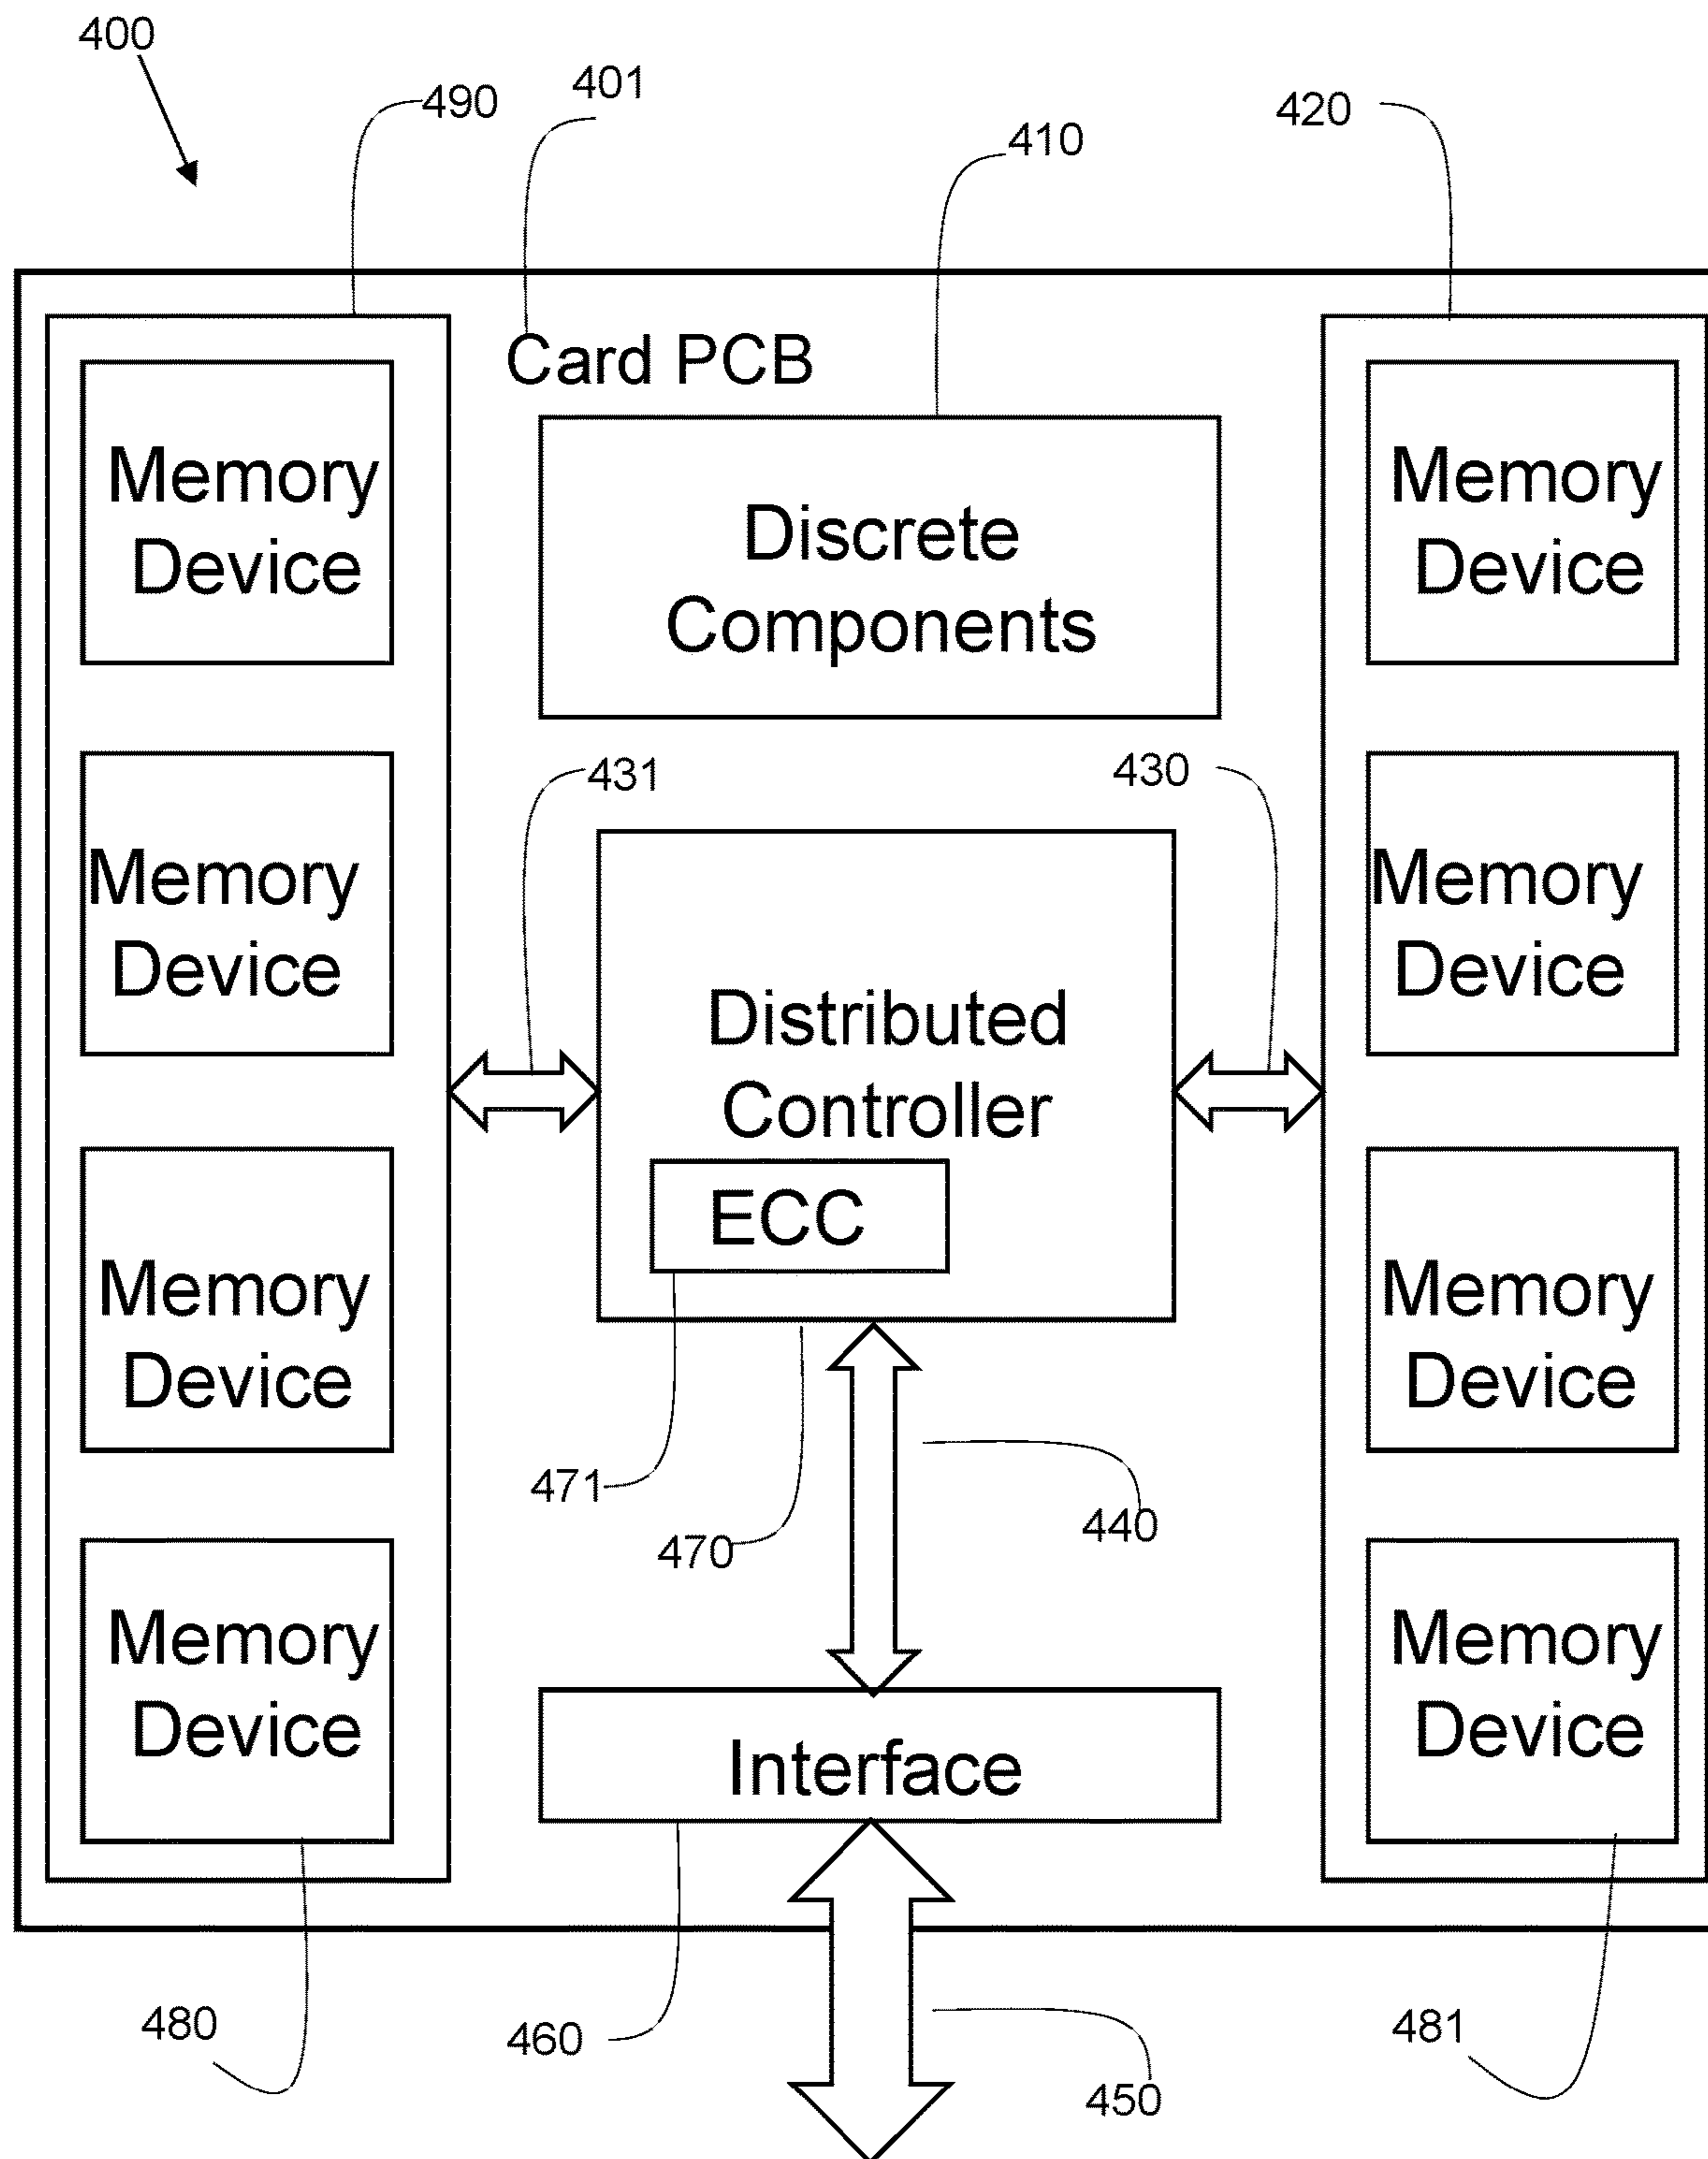 400
490
401
410
420
Card PCB
Memory
Device
Discrete
Components
Memory
Device
431
430
Memory
Device
Distributed
Controller
ECC
Memory
Device
Memory
Device
Memory
Device
471
470
440
Memory
Device
Interface
Memory
Device
480
460
450
481